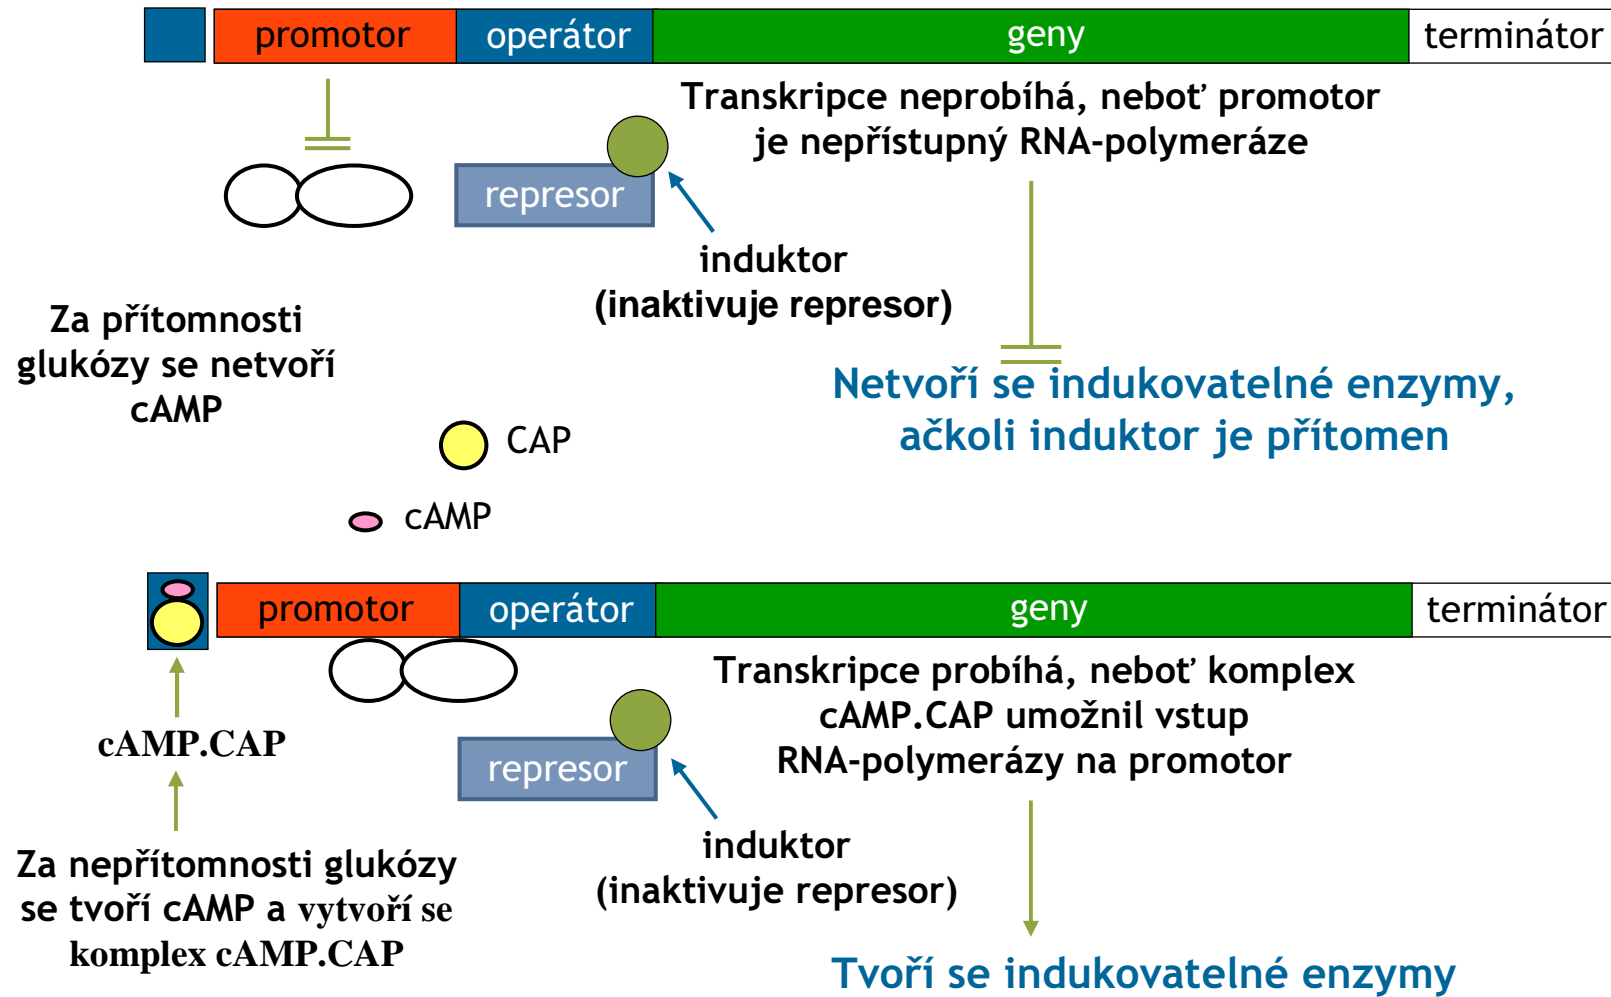 promotor operátor geny terminátor
Transkripce neprobíhá, neboť promotor
je nepřístupný RNA-polymeráze
represor
induktor
(inaktivuje represor)
Za přítomnosti
glukózy se netvoří
cAMP
Netvoří se indukovatelné enzymy,
ačkoli induktor je přítomen
CAP
cAMP
promotor operátor geny terminátor
Transkripce probíhá, neboť komplex
cAMP.CAP umožnil vstup
RNA-polymerázy na promotor
cAMP.CAP
represor
induktor
(inaktivuje represor)
Za nepřítomnosti glukózy
se tvoří cAMP a vytvoří se
komplex cAMP.CAP
Tvoří se indukovatelné enzymy